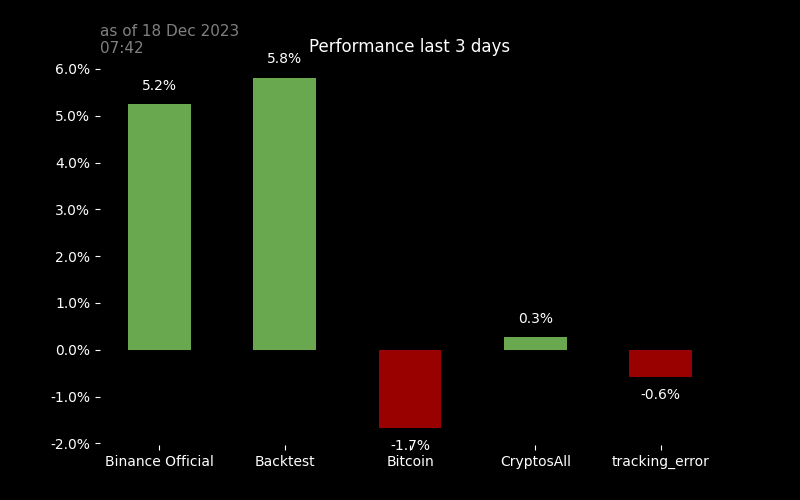 as of 18 Dec 2023
07:42
Performance last 3 days
6.0%
5.0%
4.0%
3.0%
2.0%
1.0%
0.0%
-1.0%
-2.0%
5.2%
5.8%
-1.7%
0.3%
-0.6%
Binance Official
Backtest
Bitcoin
CryptosAll
tracking_error